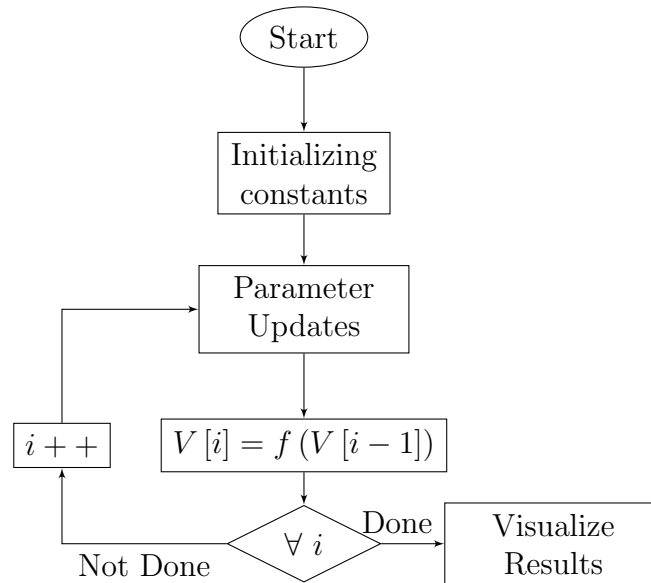 Start
Initializing
constants
Parameter
Updates
i + +
V [i] = f (V [i − 1])
∀ i
Done
Not Done
Visualize
Results